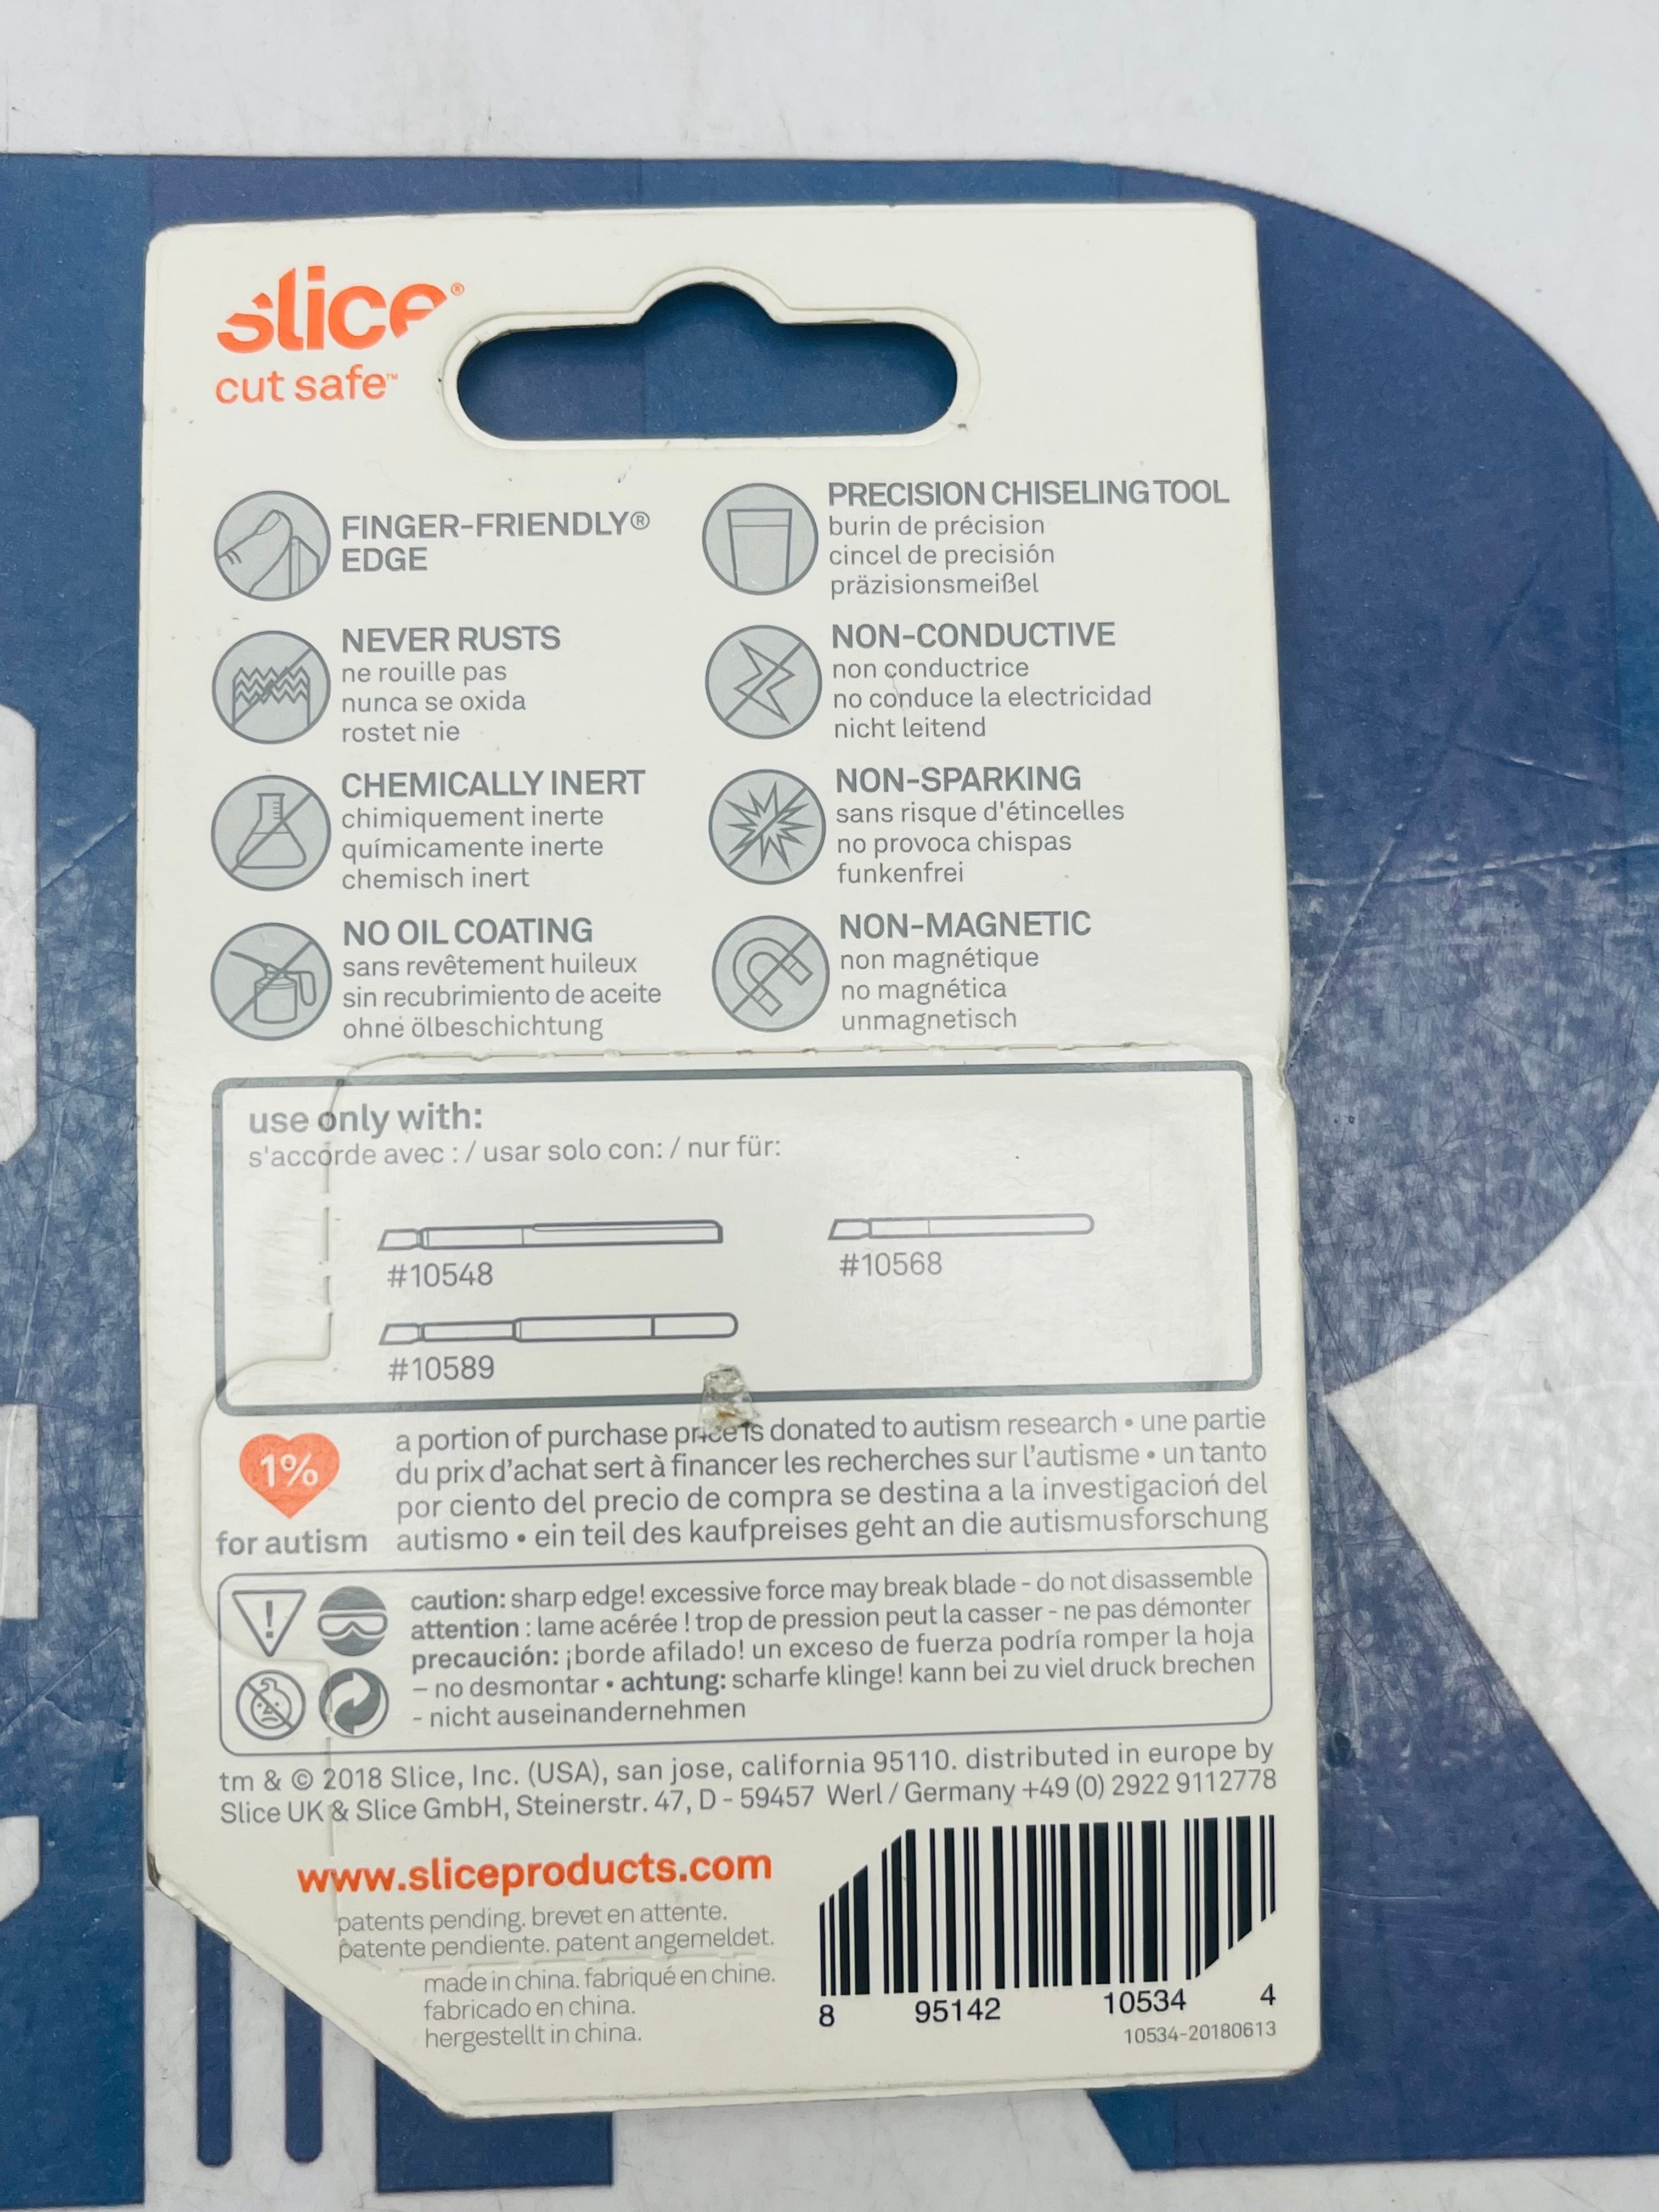 slice®
cut safe™
FINGER-FRIENDLY®
EDGE
PRECISION CHISELING TOOL
burin de précision
cincel de precisión
präzisionsmeißel
NEVER RUSTS
ne rouille pas
nunca se oxida
rostet nie
NON-CONDUCTIVE
non conductrice
no conduce la electricidad
nicht leitend
CHEMICALLY INERT
chimiquement inerte
químicamente inerte
chemisch inert
NON-SPARKING
sans risque d'étincelles
no provoca chispas
funkenfrei
NO OIL COATING
sans revêtement huileux
sin recubrimiento de aceite
ohne ölbeschichtung
NON-MAGNETIC
non magnétique
no magnética
unmagnetisch
use only with:
s'accorde avec : / usar solo con: / nur für:
#10548
#10568
#10589
1%
for autism
a portion of purchase price is donated to autism research • une partie
du prix d'achat sert à financer les recherches sur l'autisme • un tanto
por ciento del precio de compra se destina a la investigacioń del
autismo • ein teil des kaufpreises geht an die autismusforschung
caution: sharp edge! excessive force may break blade - do not disassemble
attention : lame acérée ! trop de pression peut la casser - ne pas démonter
precaución: ¡borde afilado! un exceso de fuerza podría romper la hoja
– no desmontar • achtung: scharfe klinge! kann bei zu viel druck brechen
- nicht auseinandernehmen
tm & © 2018 Slice, Inc. (USA), san jose, california 95110. distributed in europe by
Slice UK & Slice GmbH, Steinerstr. 47, D - 59457 Werl / Germany +49 (0) 2922 9112778
www.sliceproducts.com
patents pending. brevet en attente.
patente pendiente. patent angemeldet.
made in china. fabriqué en chine.
fabricado en china.
hergestellt in china.
8 95142 10534 4
10534-20180613